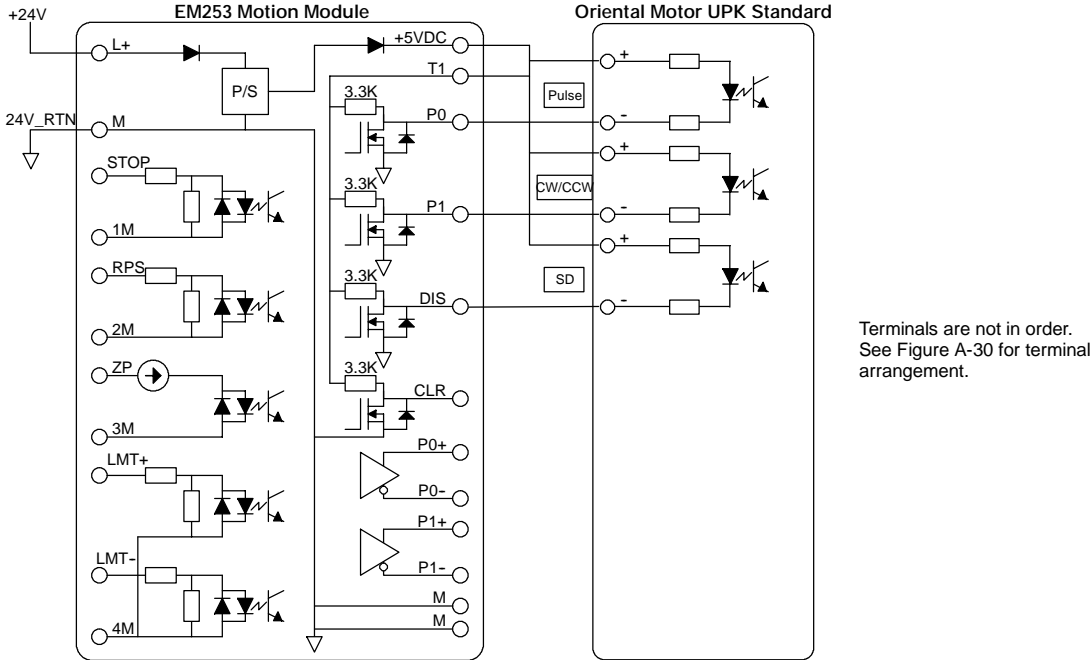 EM253 Motion Module
Oriental Motor UPK Standard
+24V
L+
P/S
24V_RTN
M
STOP
1M
RPS
2M
ZP
3M
LMT+
LMT-
4M
+5VDC
T1
3.3K
P0
3.3K
P1
3.3K
DIS
3.3K
CLR
P0+
P0-
P1+
P1-
M
M
+
Pulse
-
+
CW/CCW
-
+
SD
-
Terminals are not in order.
See Figure A-30 for terminal
arrangement.